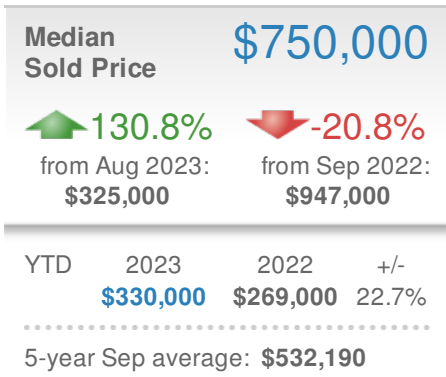 Median $750,000
Sold Price
130.8% -20.8%
from Aug 2023: from Sep 2022:
$325,000 $947,000
YTD 2023 2022 +/-
$330,000 $269,000 22.7%
5-year Sep average: $532,190